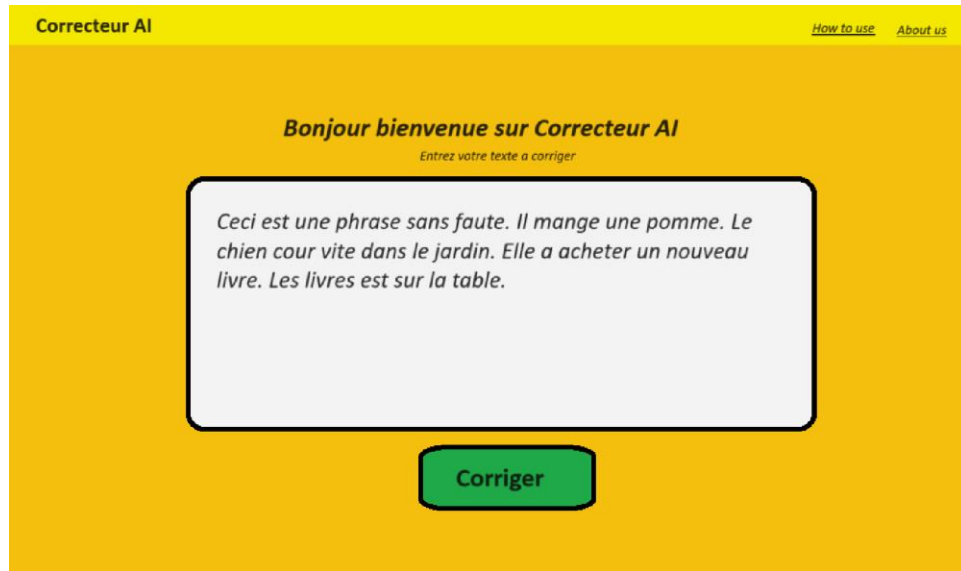 Correcteur AI
How to use
About us
Bonjour bienvenue sur Correcteur AI
Entrez votre texte a corriger
Ceci est une phrase sans faute. Il mange une pomme. Le
chien cour vite dans le jardin. Elle a acheter un nouveau
livre. Les livres est sur la table.
Corriger